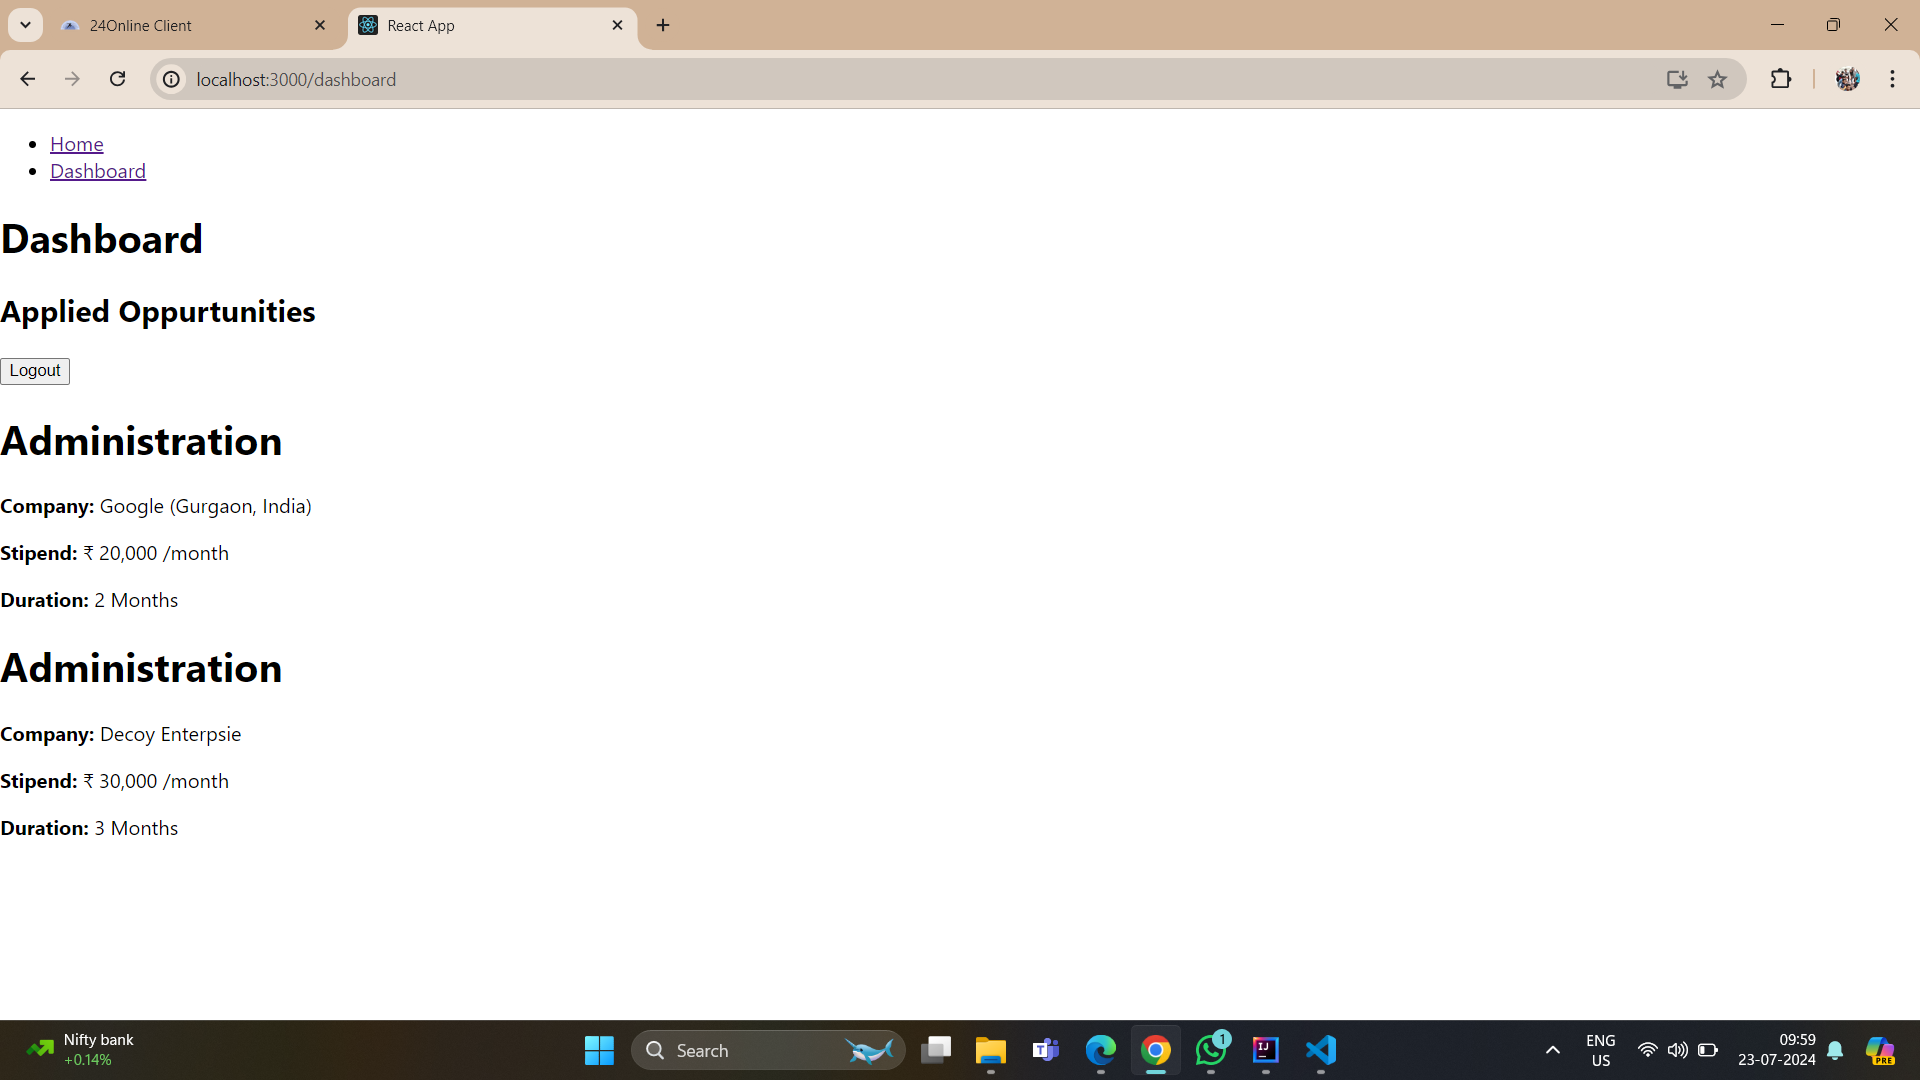 24Online Client
React App
localhost:3000/dashboard
Home
Dashboard
Dashboard
Applied Oppurtunities
Logout
Administration
Company: Google (Gurgaon, India)
Stipend: ₹ 20,000 /month
Duration: 2 Months
Administration
Company: Decoy Enterpsie
Stipend: ₹ 30,000 /month
Duration: 3 Months
Nifty bank
+0.14%
Search
T
1
IJ
ENG
US
09:59
23-07-2024
PRE